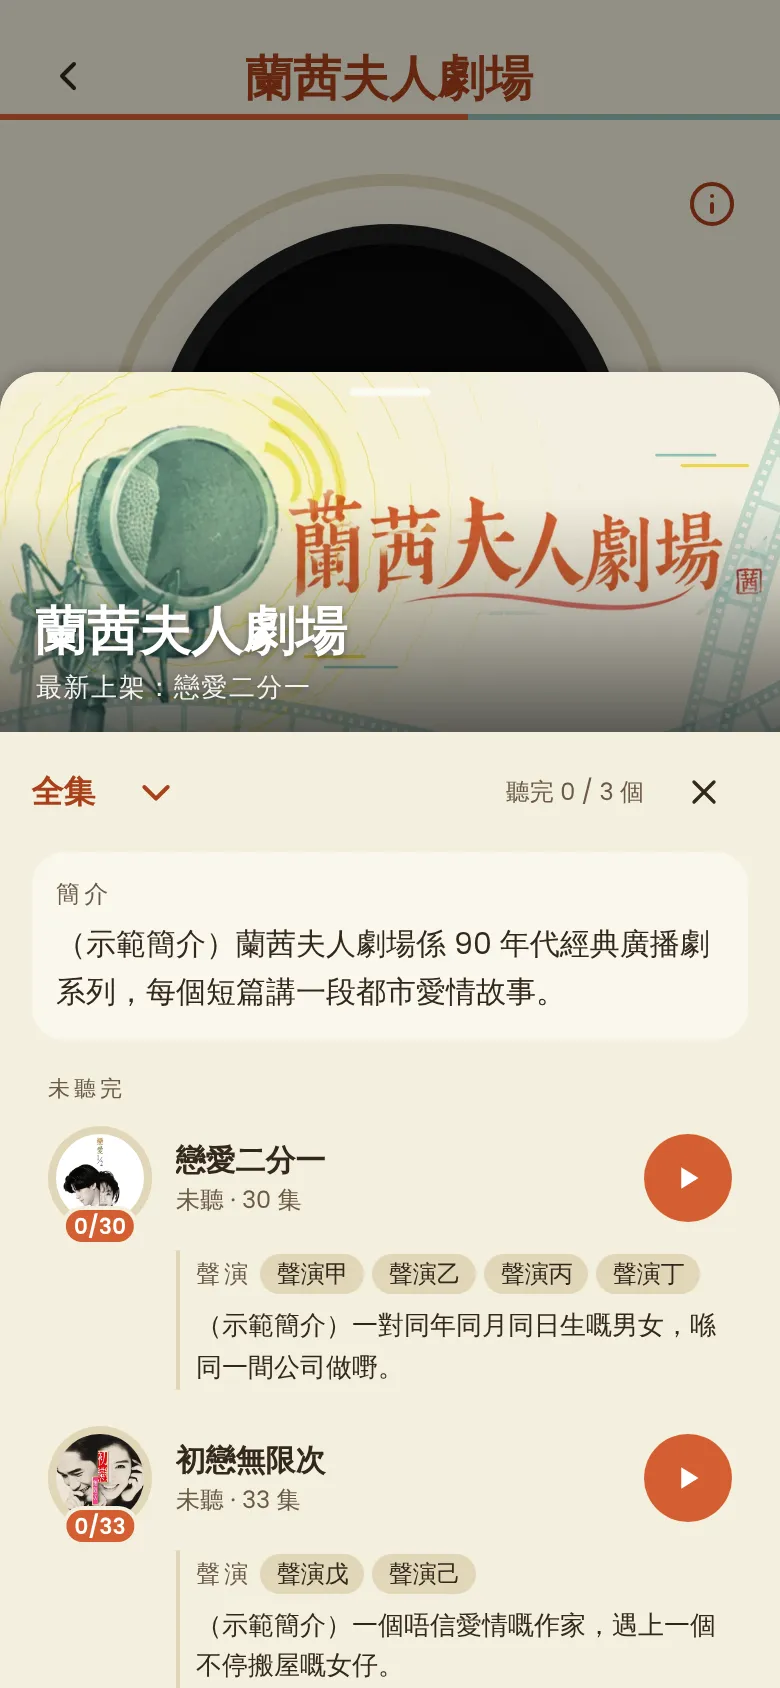 蘭茜夫人劇場
蘭茜夫人劇場
茜
蘭茜夫人劇場
最新上架：戀愛二分一
全集
聽完 0 / 3 個
簡介
（示範簡介）蘭茜夫人劇場係 90 年代經典廣播劇
系列，每個短篇講一段都市愛情故事。
未聽完
戀愛二分一
未聽 · 30 集
0/30
聲演 聲演甲 聲演乙 聲演丙 聲演丁
（示範簡介）一對同年同月同日生嘅男女，喺
同一間公司做嘢。
初戀無限次
未聽 · 33 集
初戀
0/33
聲演 聲演戊 聲演己
（示範簡介）一個唔信愛情嘅作家，遇上一個
不停搬屋嘅女仔。